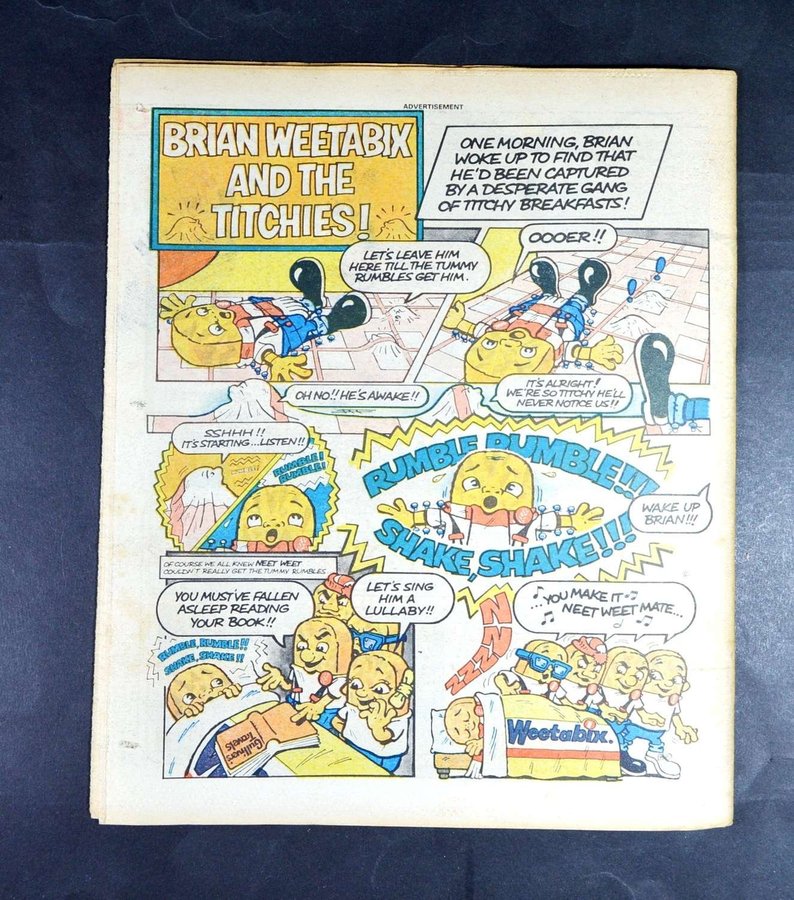 ADVERTISEMENT
BRIAN WEETABIX
AND THE
TITCHIES!
ONE MORNING, BRIAN
WOKE UP TO FIND THAT
HE'D BEEN CAPTURED
BY A DESPERATE GANG
OF TITCHY BREAKFASTS!
LET'S LEAVE HIM
HERE TILL THE TUMMY
RUMBLES GET HIM.
OOOER!!
OH NO!! HE'S AWAKE!!
IT'S ALRIGHT!
WE'RE SO TITCHY HE'LL
NEVER NOTICE US!!
SSHHH!!
IT'S STARTING...LISTEN!!
RUMBLE!
RUMBLE!
OF COURSE WE ALL KNEW NEET WEET
COULDN'T REALLY GET THE TUMMY RUMBLES
RUMBLE RUMBLE!!!
SHAKE, SHAKE!!!
WAKE UP
BRIAN!!!
YOU MUST'VE FALLEN
ASLEEP READING
YOUR BOOK!!
LET'S SING
HIM A
LULLABY!!
RUMBLE, RUMBLE!!
SHAKE, SHAKE!!
Gullivers
Travels
...YOU MAKE IT
NEET WEET MATE...
ZZZZZZ
Weetabix.